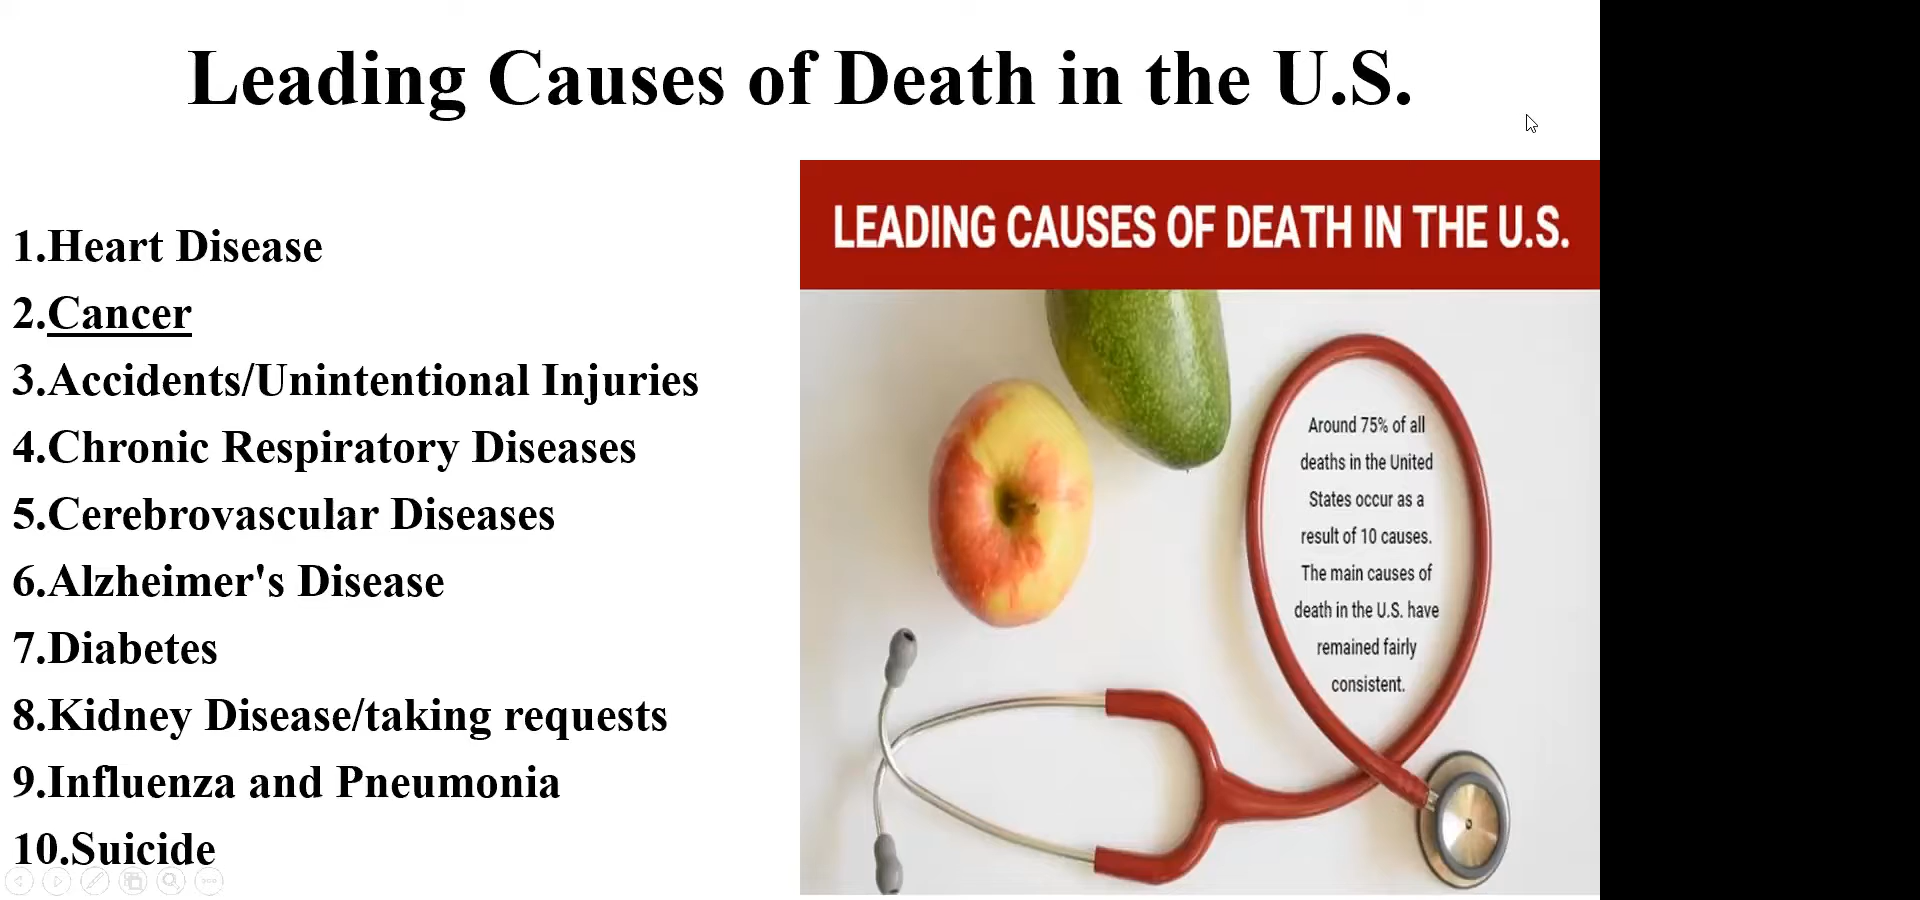 Leading Causes of Death in the U.S.
1.Heart Disease
2.Cancer
3.Accidents/Unintentional Injuries
4.Chronic Respiratory Diseases
5.Cerebrovascular Diseases
6.Alzheimer's Disease
7.Diabetes
8.Kidney Disease/taking requests
9.Influenza and Pneumonia
10.Suicide
LEADING CAUSES OF DEATH IN THE U.S.
Around 75% of all
deaths in the United
States occur as a
result of 10 causes.
The main causes of
death in the U.S. have
remained fairly
consistent.